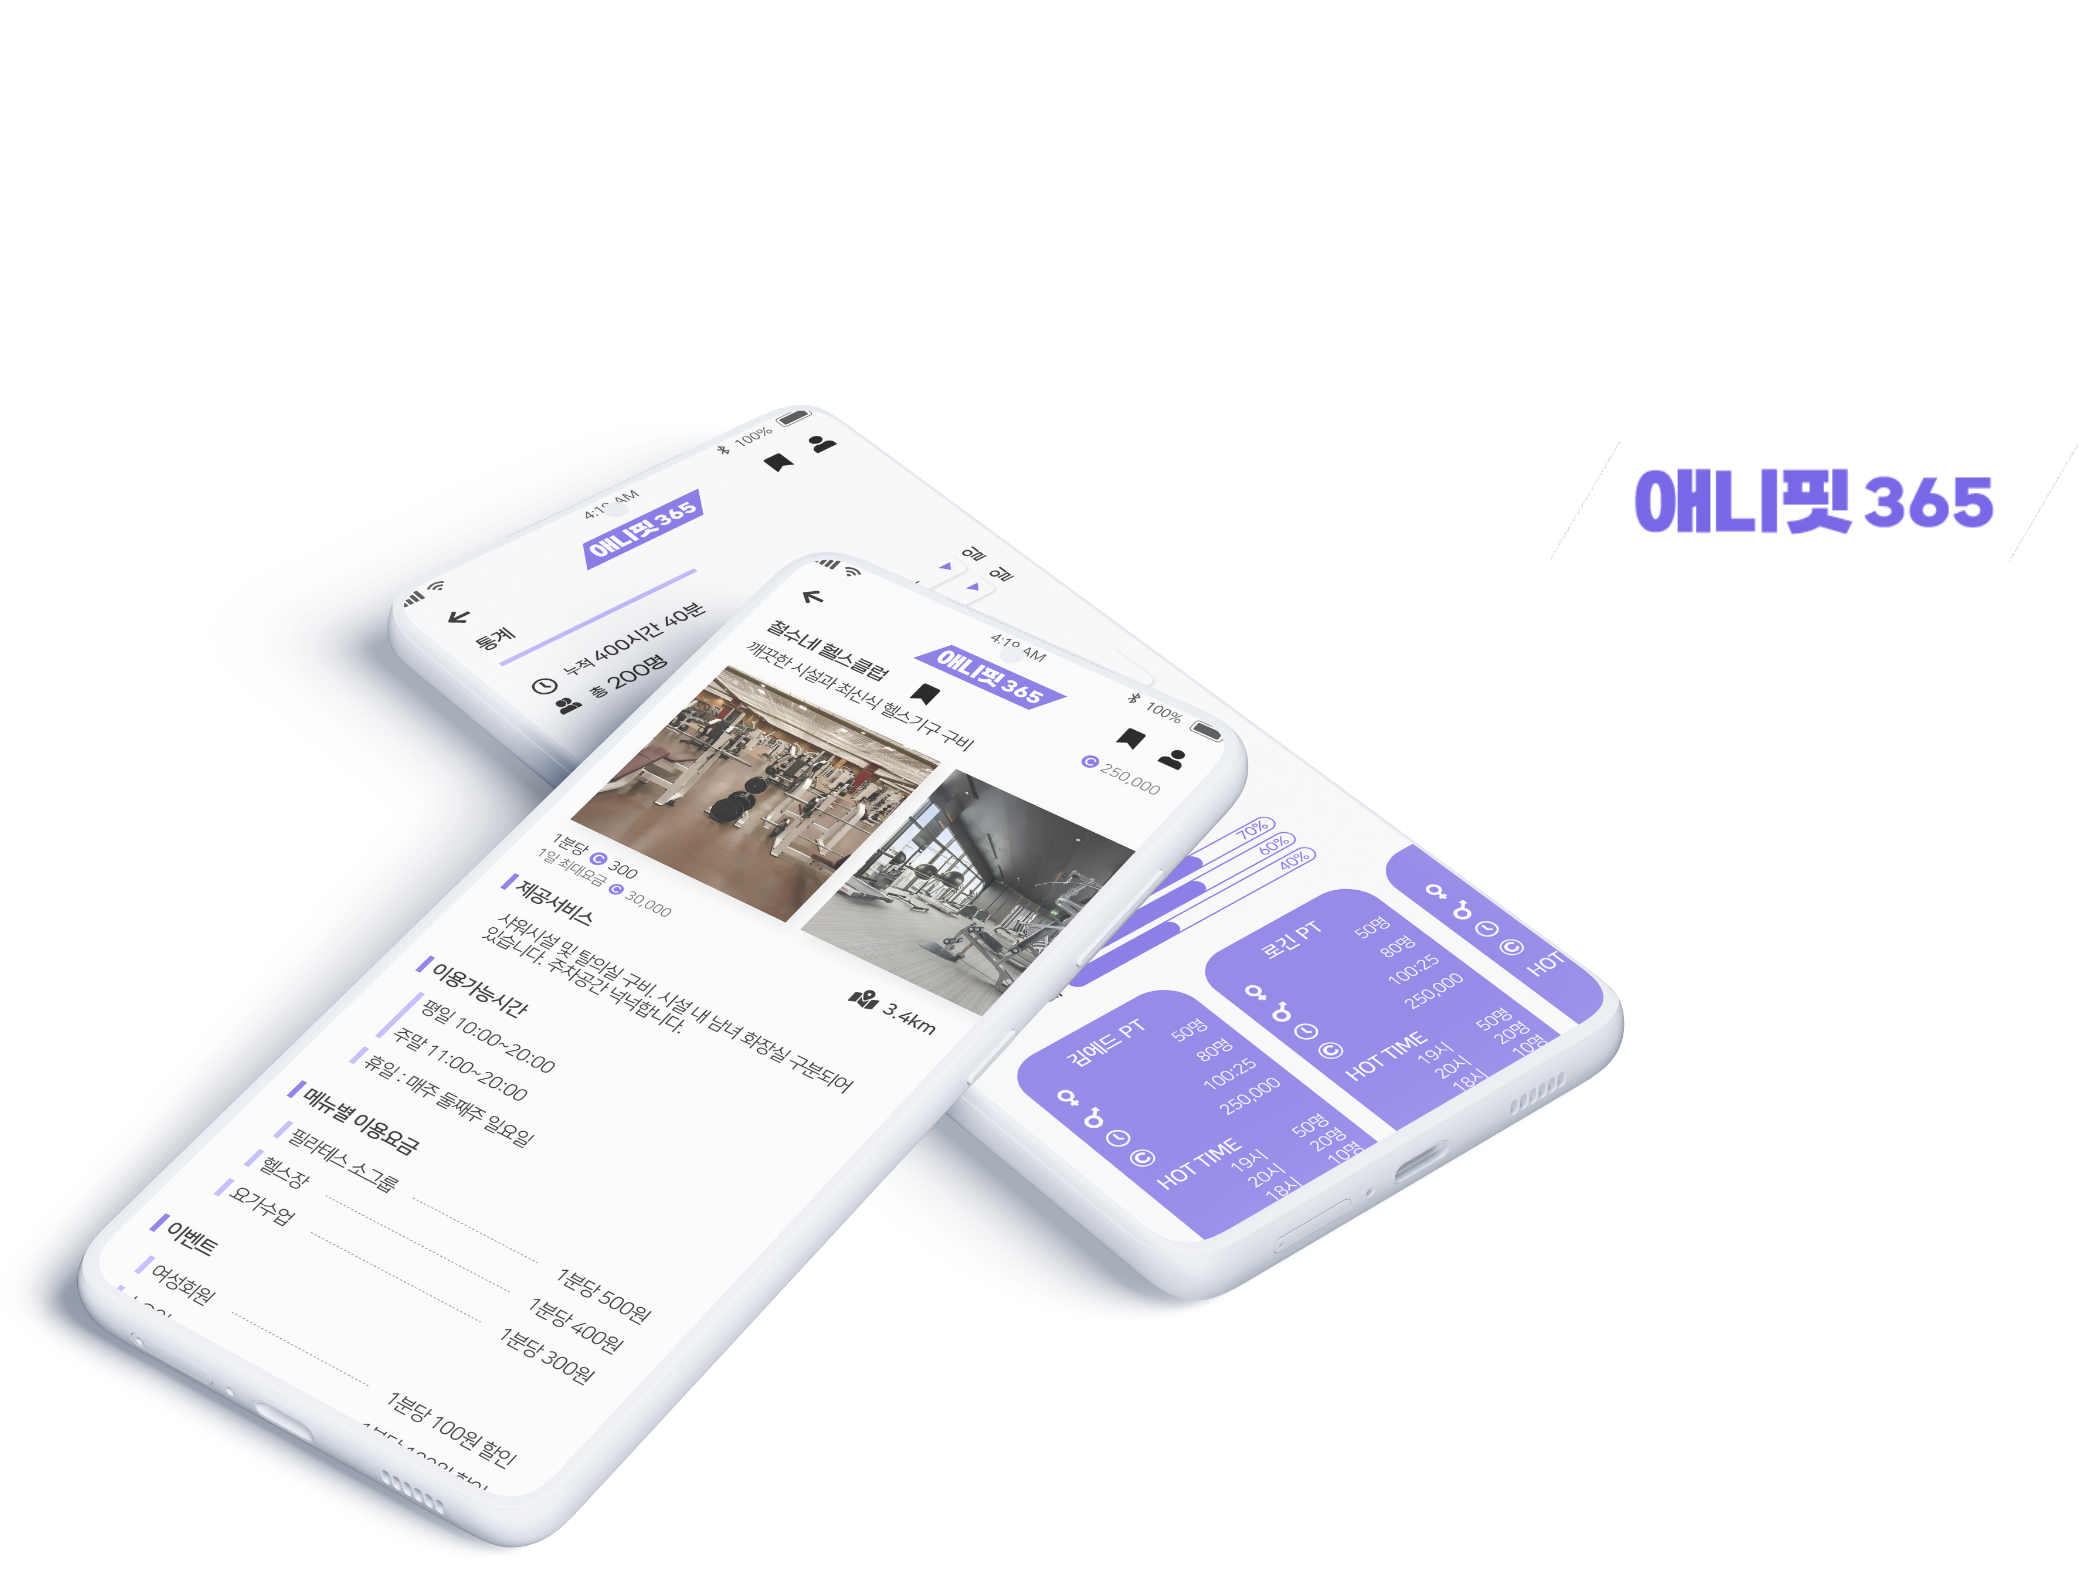 애니핏 365
100%
4:1 AM
애니핏 365
통계
누적 400시간 40분
총 200명
일
일
70%
60%
40%
김에드 PT
50명
80명
100:25
250,000
HOT TIME
19시 50명
20시 20명
18시 10명
로긴 PT
50명
80명
100:25
250,000
HOT TIME
19시 50명
20시 20명
18시 10명
HOT
4:1 AM
100%
애니핏 365
250,000
철수네 헬스클럽
깨끗한 시설과 최신식 헬스기구 구비
1분당 C 300
1일 최대요금 C 30,000
3.4km
제공서비스
샤워시설 및 탈의실 구비. 시설 내 남녀 화장실 구분되어
있습니다. 주차공간 넉넉합니다.
이용가능시간
평일 10:00~20:00
주말 11:00~20:00
휴일 : 매주 둘째주 일요일
메뉴별 이용요금
필라테스 소그룹 1분당 500원
헬스장 1분당 400원
요가수업 1분당 300원
이벤트
여성회원 1분당 100원 할인